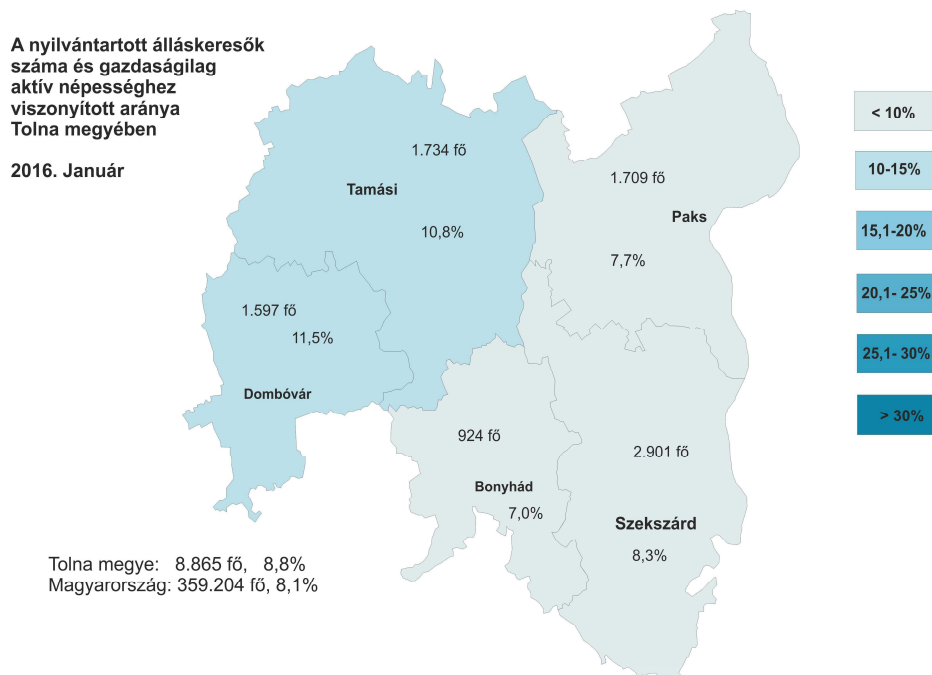 A nyilvántartott álláskeresők
száma és gazdaságilag
aktív népességhez
viszonyított aránya
Tolna megyében
2016. Január
1.734 fő
Tamási
10,8%
1.709 fő
Paks
7,7%
1.597 fő
11,5%
Dombóvár
924 fő
Bonyhád
7,0%
2.901 fő
Szekszárd
8,3%
Tolna megye: 8.865 fő, 8,8%
Magyarország: 359.204 fő, 8,1%
< 10%
10-15%
15,1-20%
20,1- 25%
25,1- 30%
> 30%